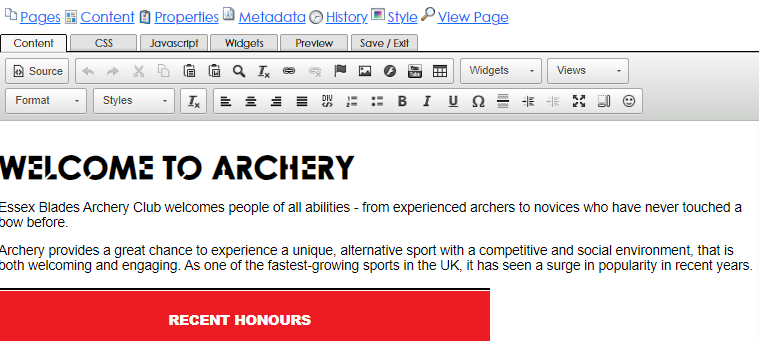 Pages Content Properties Metadata History Style View Page
Content CSS Javascript Widgets Preview Save / Exit
Source Widgets Views
Format Styles DIV B I U Ω
WELCOME TO ARCHERY
Essex Blades Archery Club welcomes people of all abilities - from experienced archers to novices who have never touched a
bow before.
Archery provides a great chance to experience a unique, alternative sport with a competitive and social environment, that is
both welcoming and engaging. As one of the fastest-growing sports in the UK, it has seen a surge in popularity in recent years.
RECENT HONOURS